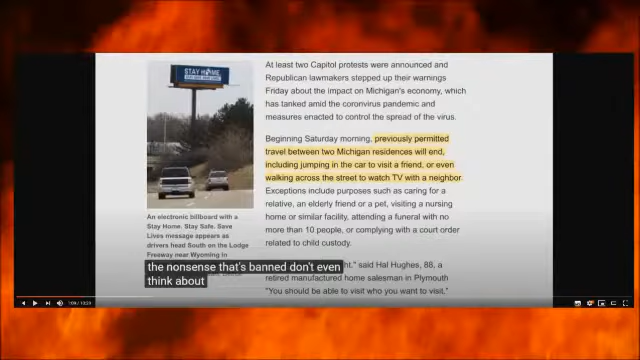 At least two Capitol protests were announced and
Republican lawmakers stepped up their warnings
Friday about the impact on Michigan's economy, which
has tanked amid the coronvirus pandemic and
measures enacted to control the spread of the virus.
STAY HOME.
Beginning Saturday morning, previously permitted
travel between two Michigan residences will end,
including jumping in the car to visit a friend, or even
walking across the street to watch TV with a neighbor
Exceptions include purposes such as caring for a
relative, an elderly friend or a pet, visiting a nursing
home or similar facility, attending a funeral with no
more than 10 people, or complying with a court order
related to child custody.
An electronic billboard with a
Stay Home. Stay Safe. Save
Lives message appears as
drivers head South on the Lodge
Freeway near Wyoming in
ht," said Hal Hughes, 88, a
retired manufactured home salesman in Plymouth
"You should be able to visit who you want to visit,"
the nonsense that's banned don't even
think about